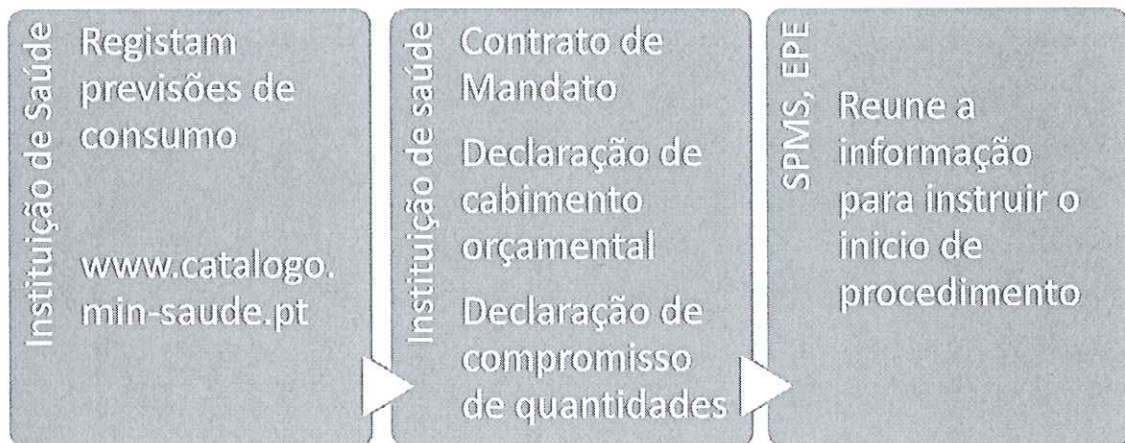 Instituição de Saúde
Registam
previsões de
consumo
www.catalogo.
min-saude.pt
Instituição de saúde
Contrato de
Mandato
Declaração de
cabimento
orçamental
Declaração de
compromisso
de quantidades
SPMS, EPE
Reune a
informação
para instruir o
inicio de
procedimento